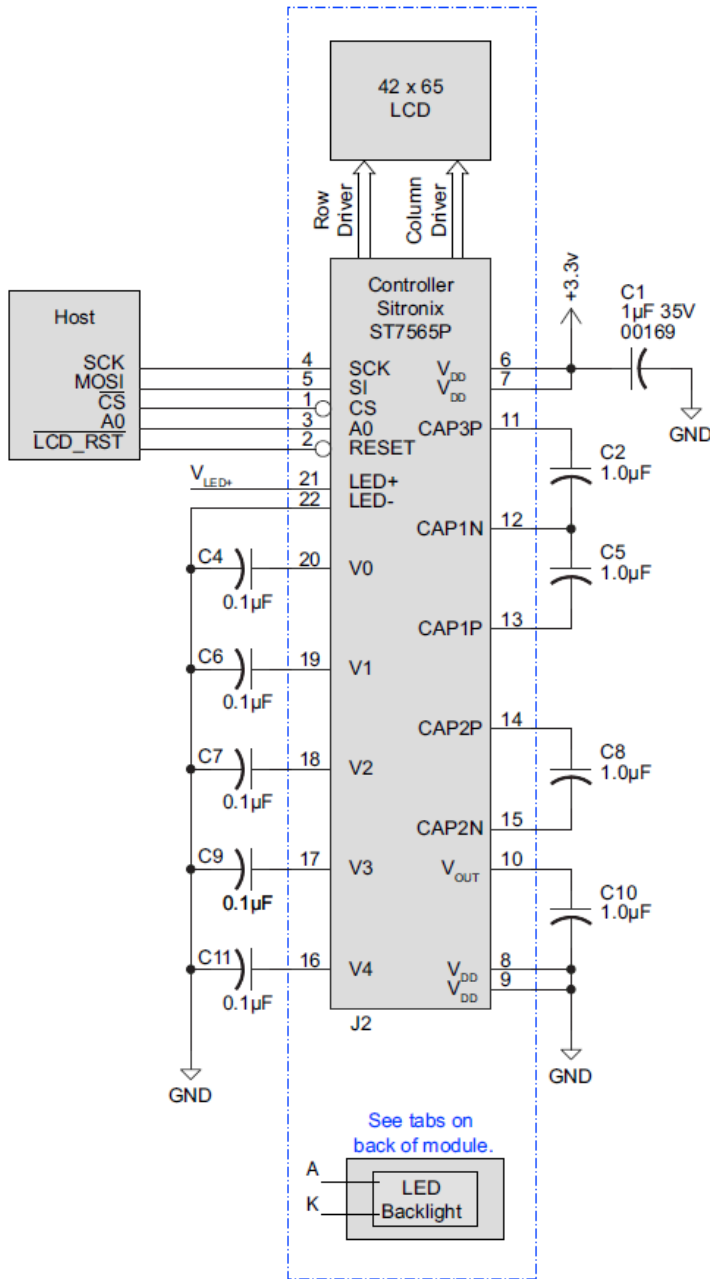 42 x 65
LCD
Row
Driver
Column
Driver
Host
SCK
MOSI
CS
A0
LCD_RST
4
5
1
3
2
Controller
Sitronix
ST7565P
SCK
SI
CS
A0
RESET
VDD
VDD
6
7
+3.3v
C1
1µF 35V
00169
GND
VLED+
21
22
LED+
LED-
CAP3P
11
C2
1.0µF
CAP1N
12
C5
1.0µF
CAP1P
13
C4
0.1µF
20
V0
C6
0.1µF
19
V1
C7
0.1µF
18
V2
CAP2P
14
C8
1.0µF
CAP2N
15
C9
0.1µF
17
V3
VOUT
10
C10
1.0µF
C11
0.1µF
16
V4
VDD
VDD
8
9
J2
GND
GND
See tabs on
back of module.
A
K
LED
Backlight